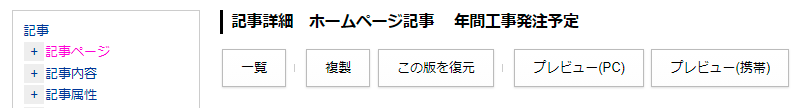 記事
+ 記事ページ
+ 記事内容
+ 記事属性
記事詳細　ホームページ記事　年間工事発注予定
一覧 複製 この版を復元 プレビュー(PC) プレビュー(携帯)